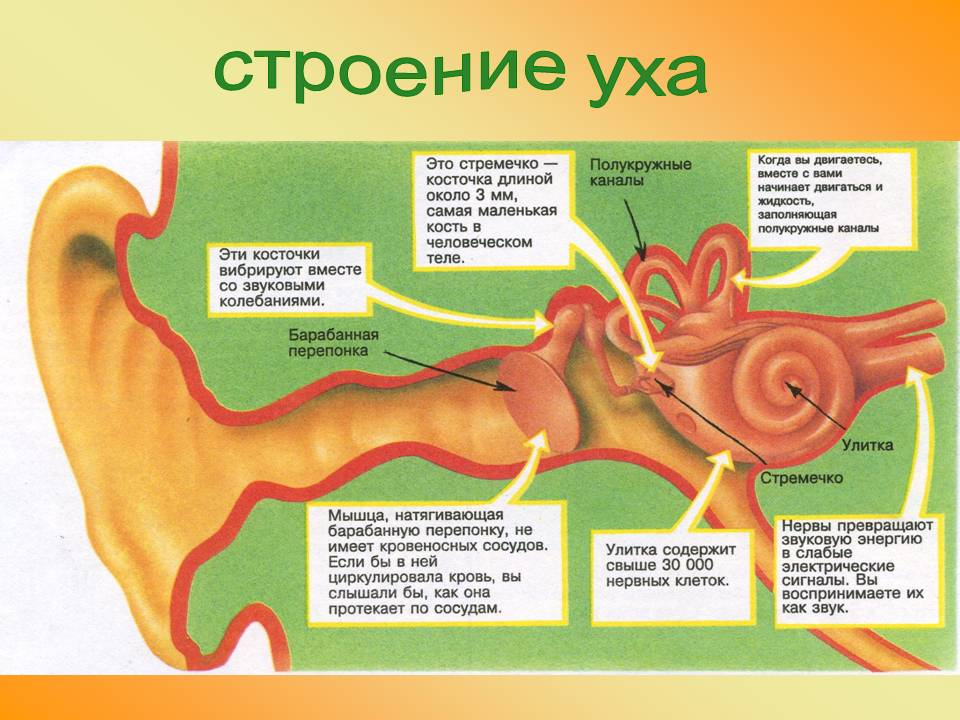 строение уха
Это стремечко —
косточка длиной
около 3 мм,
самая маленькая
кость в
человеческом
теле.
Полукружные
каналы
Когда вы двигаетесь,
вместе с вами
начинает двигаться и
жидкость,
заполняющая
полукружные каналы
Эти косточки
вибрируют вместе
со звуковыми
колебаниями.
Барабанная
перепонка
Улитка
Стремечко
Мышца, натягивающая
барабанную перепонку, не
имеет кровеносных сосудов.
Если бы в ней
циркулировала кровь, вы
слышали бы, как она
протекает по сосудам.
Улитка содержит
свыше 30 000
нервных клеток.
Нервы превращают
звуковую энергию
в слабые
электрические
сигналы. Вы
воспринимаете их
как звук.